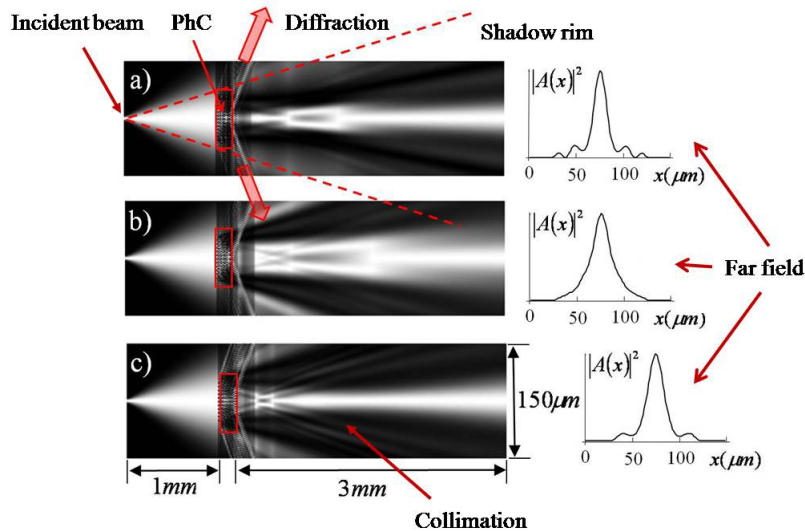 Incident beam
PhC
Diffraction
Shadow rim
a)
|A(x)|²
0 50 100 x(μm)
b)
|A(x)|²
0 50 100 x(μm)
Far field
c)
|A(x)|²
0 50 100 x(μm)
150μm
1mm
3mm
Collimation